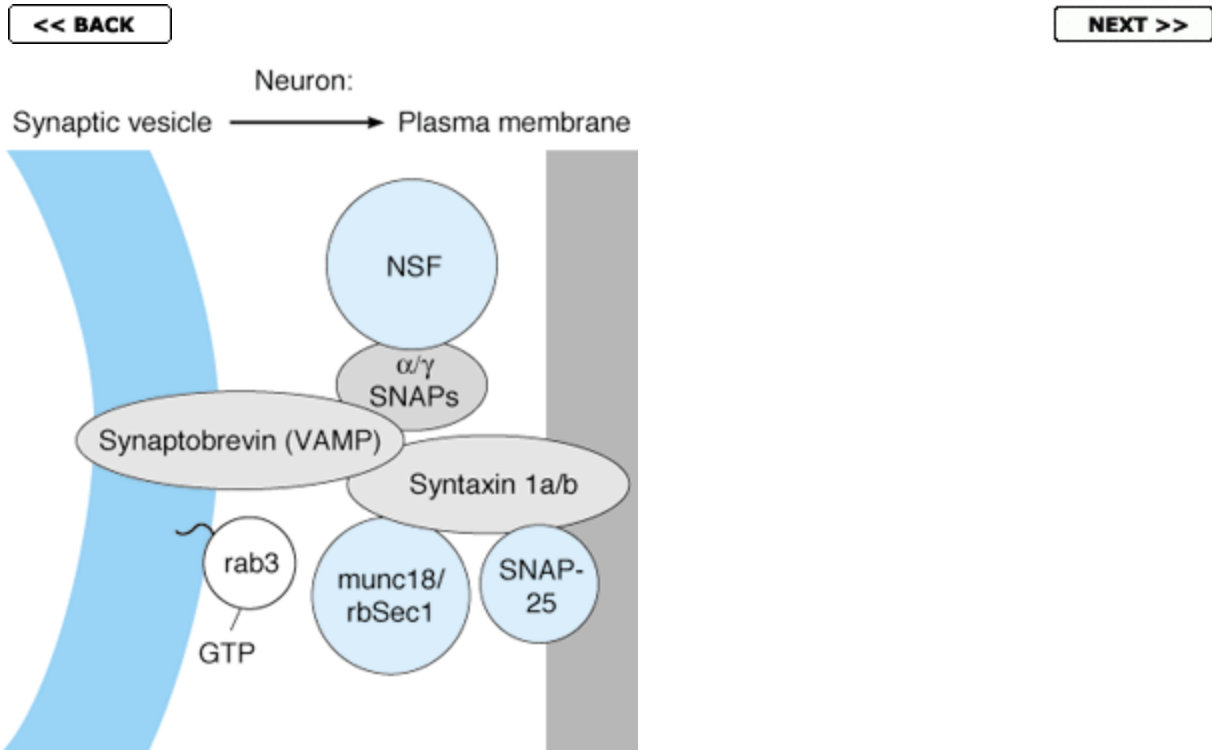 << BACK
NEXT >>
Neuron:
Synaptic vesicle
Plasma membrane
NSF
α/γ
SNAPs
Synaptobrevin (VAMP)
Syntaxin 1a/b
rab3
GTP
munc18/
rbSec1
SNAP-
25